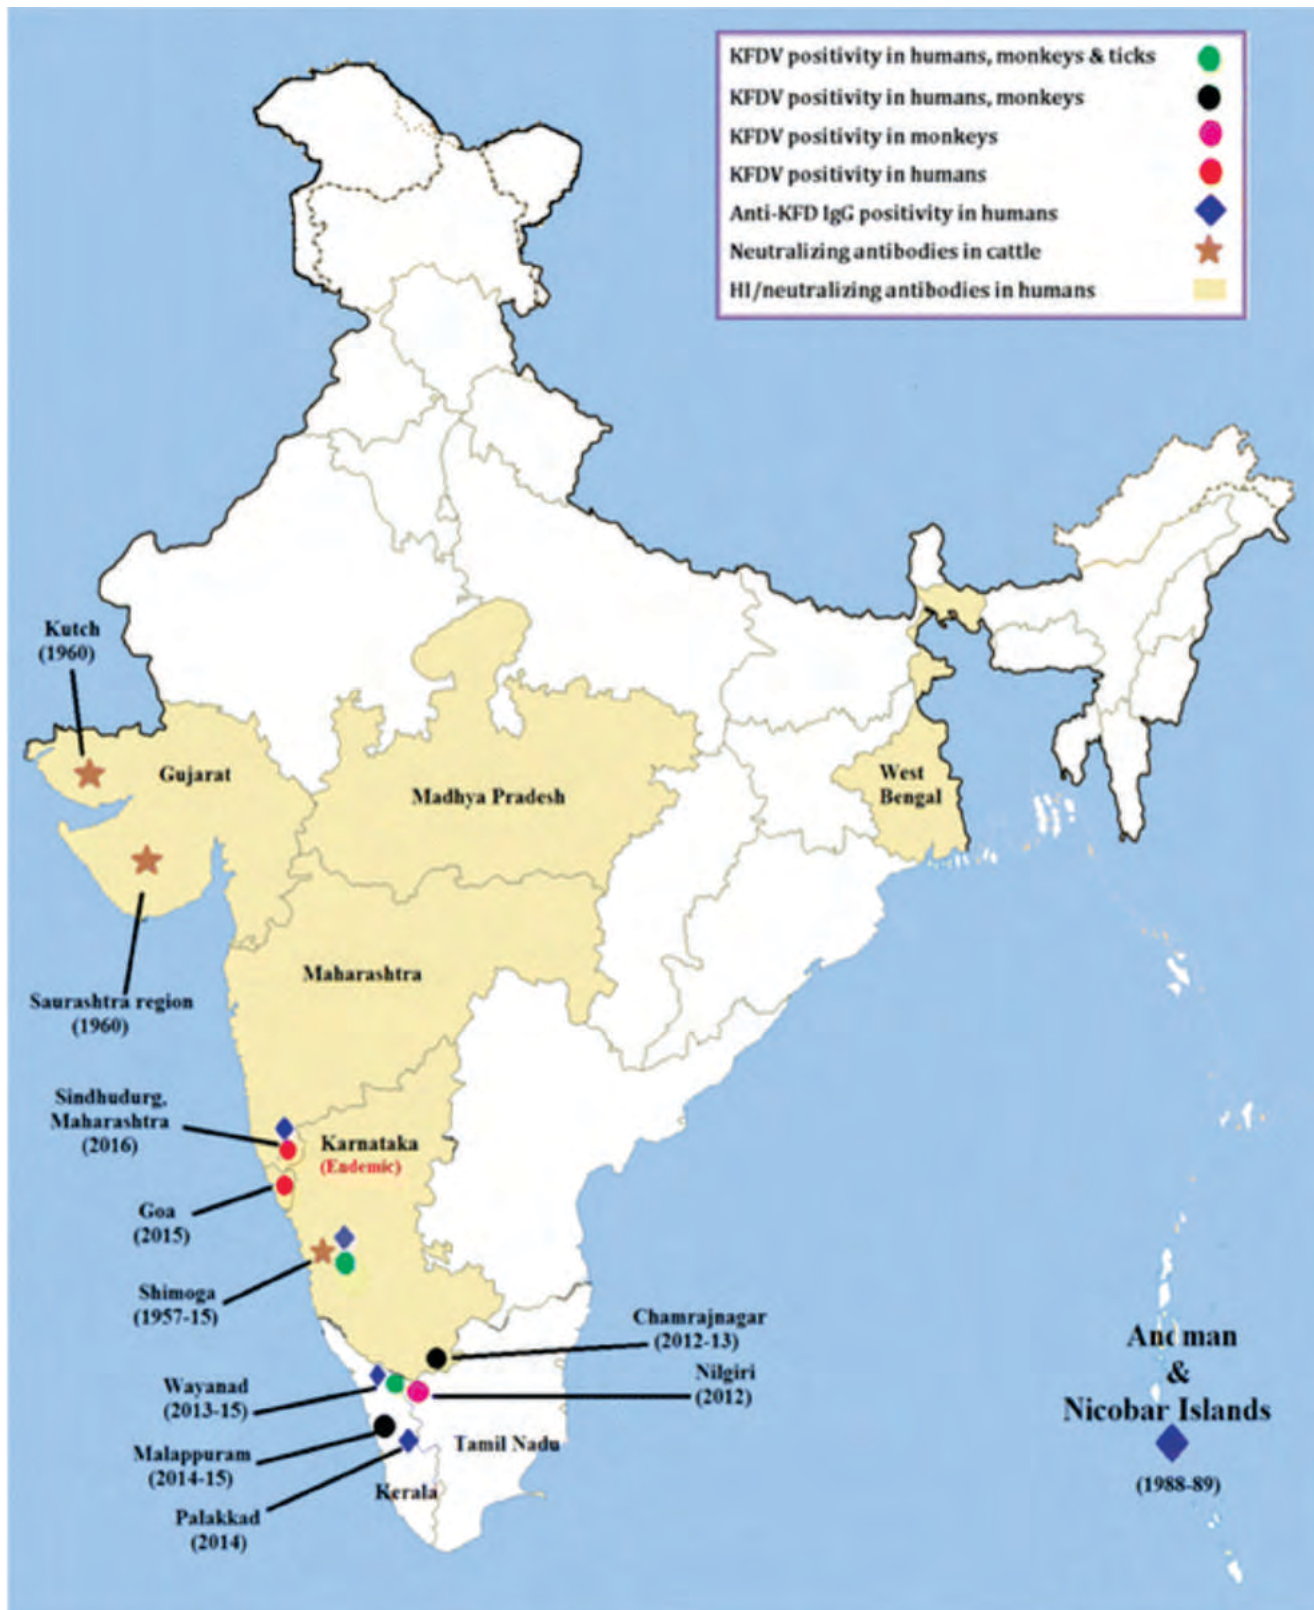 KFDV positivity in humans, monkeys & ticks
KFDV positivity in humans, monkeys
KFDV positivity in monkeys
KFDV positivity in humans
Anti-KFD IgG positivity in humans
Neutralizing antibodies in cattle
HI/neutralizing antibodies in humans
Kutch
(1960)
Gujarat
Madhya Pradesh
West
Bengal
Maharashtra
Saurashtra region
(1960)
Sindhudurg,
Maharashtra
(2016)
Karnataka
(Endemic)
Goa
(2015)
Shimoga
(1957-15)
Chamrajnagar
(2012-13)
Nilgiri
(2012)
Wayanad
(2013-15)
Malappuram
(2014-15)
Tamil Nadu
Kerala
Palakkad
(2014)
Andman
&
Nicobar Islands
(1988-89)